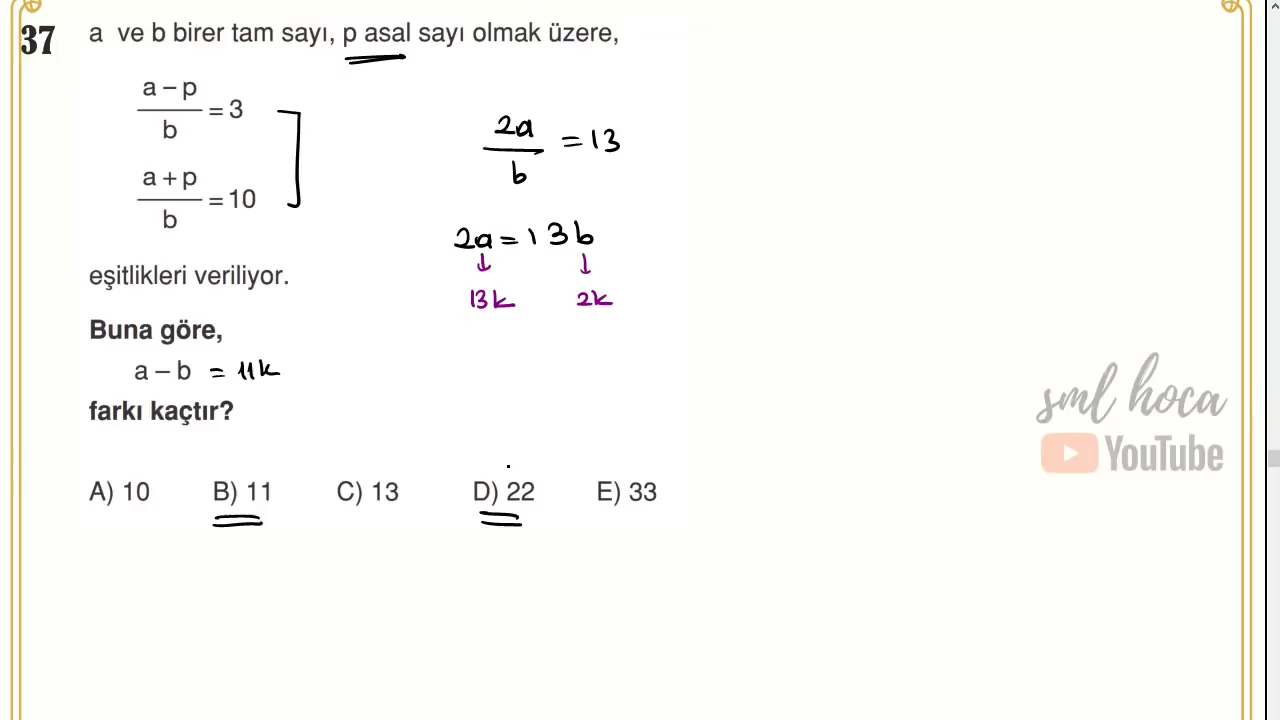 37 a ve b birer tam sayı, p asal sayı olmak üzere,
a – p
b
= 3
a + p
b
= 10
2a
b
= 13
2a = 13b
↓ ↓
13k 2k
eşitlikleri veriliyor.
Buna göre,
a – b = 11k
farkı kaçtır?
A) 10 B) 11 C) 13 D) 22 E) 33
sml hoca
YouTube